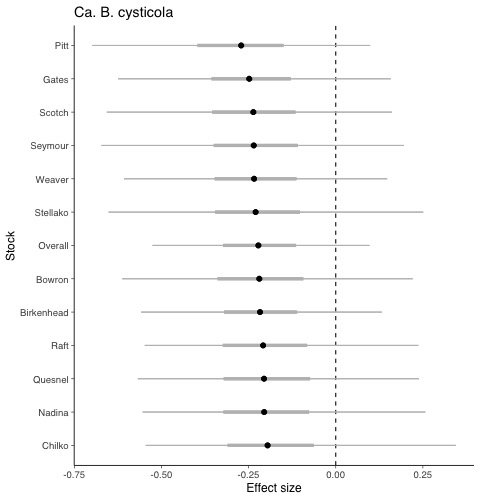 Ca. B. cysticola
Stock
Pitt
Gates
Scotch
Seymour
Weaver
Stellako
Overall
Bowron
Birkenhead
Raft
Quesnel
Nadina
Chilko
-0.75 -0.50 -0.25 0.00 0.25
Effect size